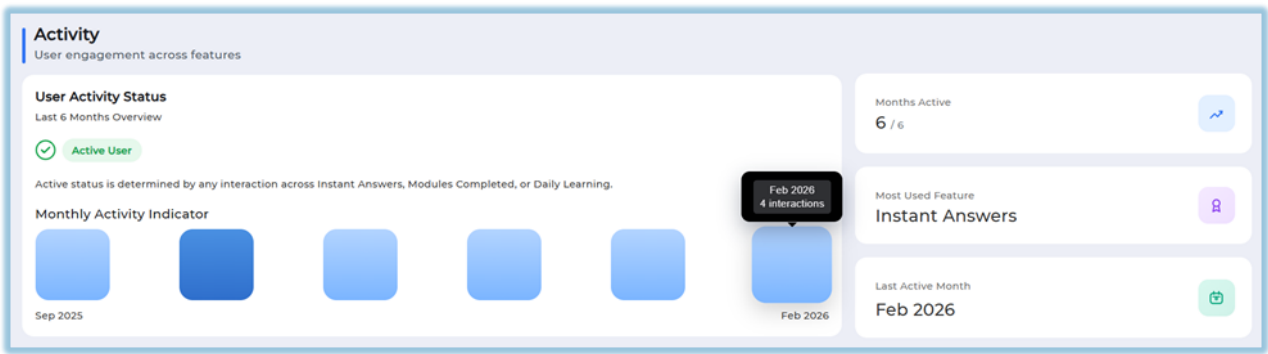 Activity
User engagement across features
User Activity Status
Last 6 Months Overview
Active User
Active status is determined by any interaction across Instant Answers, Modules Completed, or Daily Learning.
Monthly Activity Indicator
Feb 2026
4 interactions
Sep 2025
Feb 2026
Months Active
6 / 6
Most Used Feature
Instant Answers
Last Active Month
Feb 2026